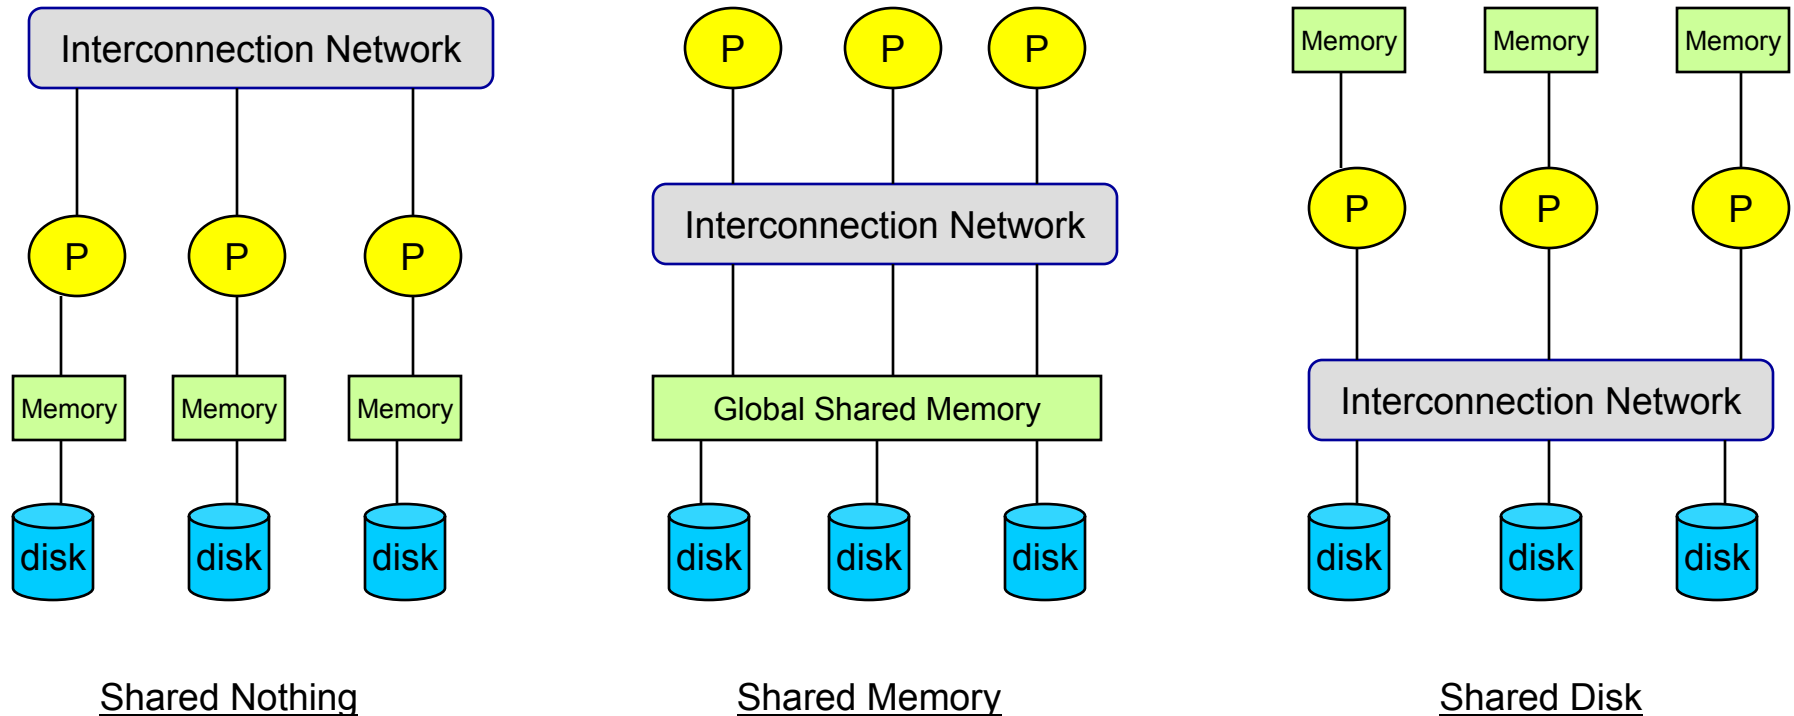 Interconnection Network
P P P
Memory Memory Memory
disk disk disk
Shared Nothing
P P P
Interconnection Network
Global Shared Memory
disk disk disk
Shared Memory
Memory Memory Memory
P P P
Interconnection Network
disk disk disk
Shared Disk